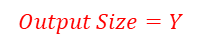 Output Size = Y